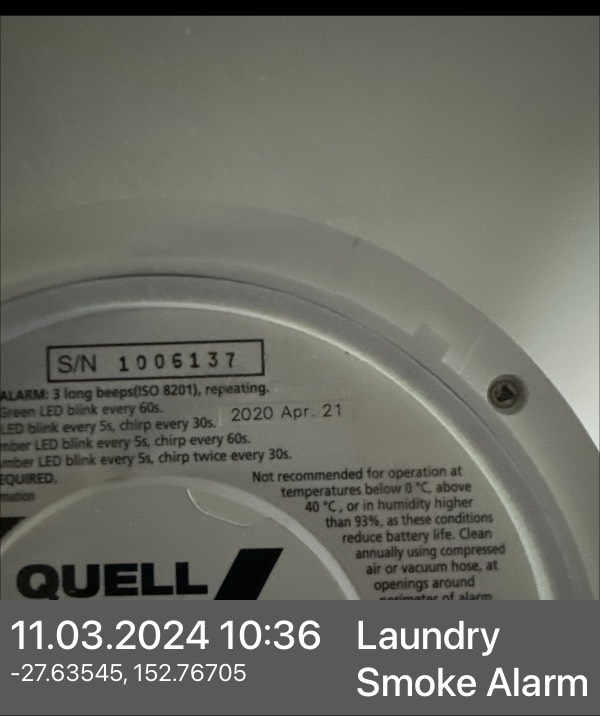 S/N 1006137
ALARM: 3 long beeps(ISO 8201), repeating.
Green LED blink every 60s.
LED blink every 5s, chirp every 30s.
2020 Apr. 21
mber LED blink every 5s, chirp every 60s.
mber LED blink every 5s, chirp twice every 30s.
EQUIRED.
mation
Not recommended for operation at
temperatures below 0 °C, above
40 °C, or in humidity higher
than 93%, as these conditions
reduce battery life. Clean
annually using compressed
air or vacuum hose, at
openings around
perimeter of alarm
QUELL
11.03.2024 10:36
-27.63545, 152.76705
Laundry
Smoke Alarm